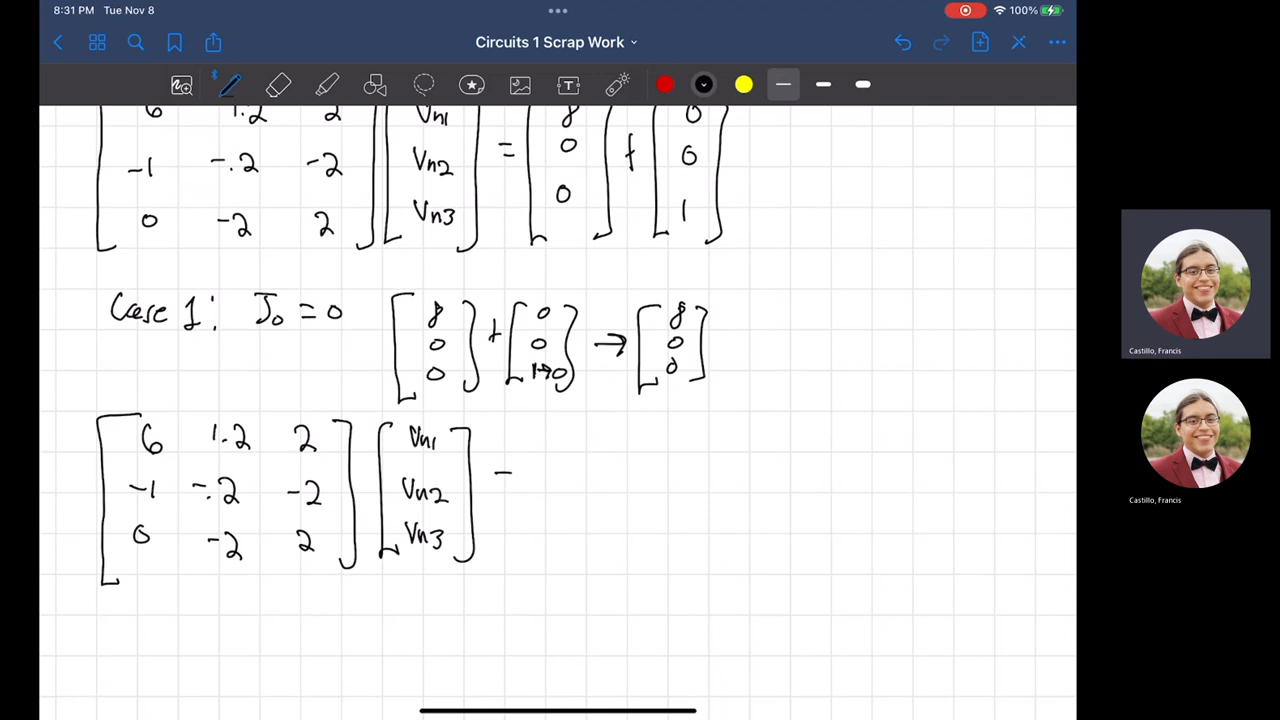 8:31 PM Tue Nov 8
100%
Circuits 1 Scrap Work
6 1.2 2 Vn1 8 0
-1 -.2 -2 Vn2 = 0 + 0
0 -2 2 Vn3 0 1
Case 1: J0 = 0
8 0 8
0 + 0 → 0
0 1→0 0
6 1.2 2 Vn1
-1 -.2 -2 Vn2 -
0 -2 2 Vn3
Castillo, Francis
Castillo, Francis